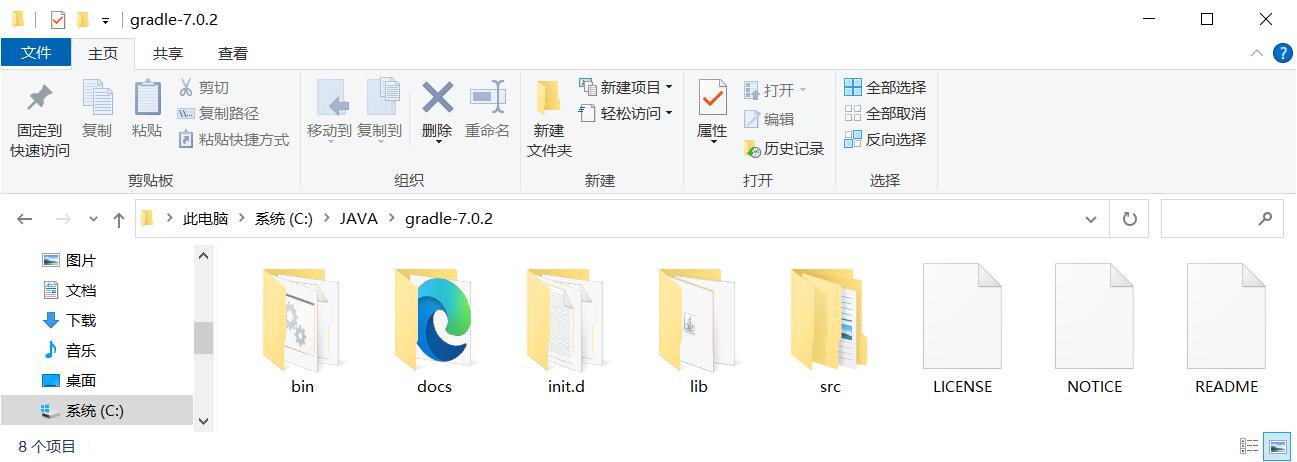 gradle-7.0.2
文件 主页 共享 查看
固定到
快速访问
复制
粘贴
剪切
复制路径
粘贴快捷方式
剪贴板
移动到 复制到
删除 重命名
组织
新建
文件夹
新建项目
轻松访问
新建
属性
打开
编辑
历史记录
打开
全部选择
全部取消
反向选择
选择
此电脑 系统 (C:) JAVA gradle-7.0.2
图片
文档
下载
音乐
桌面
系统 (C:)
bin docs init.d lib src LICENSE NOTICE README
8 个项目